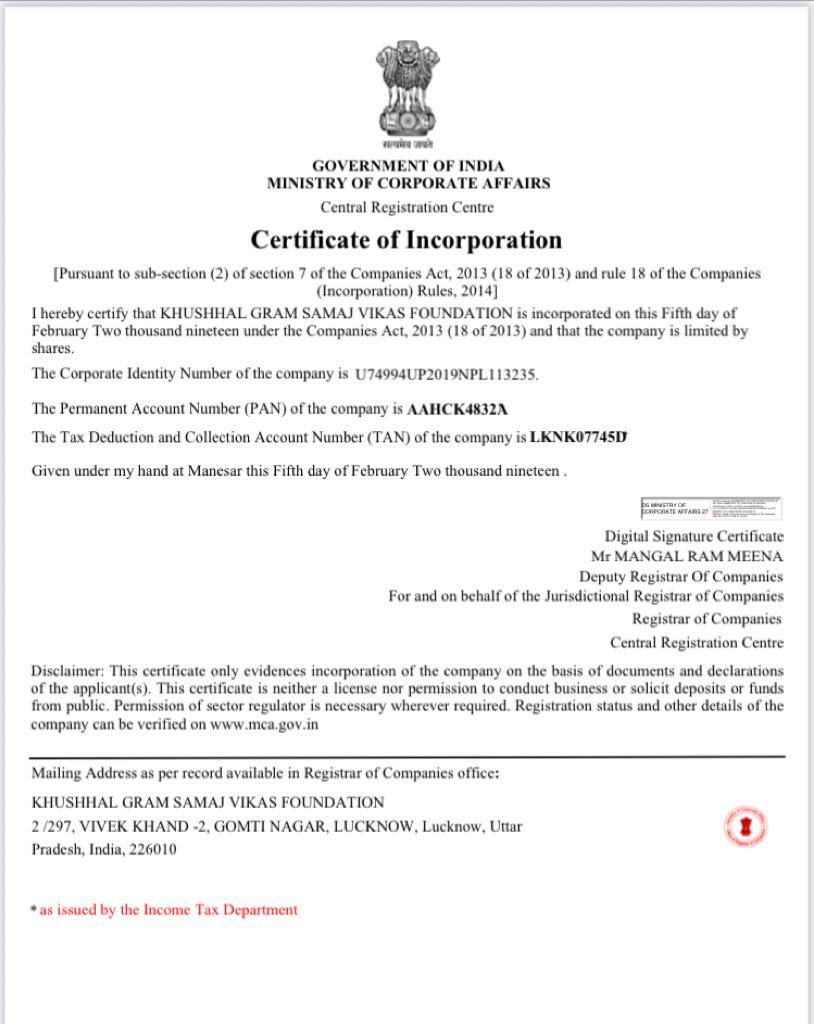 सत्यमेव जयते
GOVERNMENT OF INDIA
MINISTRY OF CORPORATE AFFAIRS
Central Registration Centre
Certificate of Incorporation
[Pursuant to sub-section (2) of section 7 of the Companies Act, 2013 (18 of 2013) and rule 18 of the Companies
(Incorporation) Rules, 2014]
I hereby certify that KHUSHHAL GRAM SAMAJ VIKAS FOUNDATION is incorporated on this Fifth day of
February Two thousand nineteen under the Companies Act, 2013 (18 of 2013) and that the company is limited by
shares.
The Corporate Identity Number of the company is U74994UP2019NPL113235.
The Permanent Account Number (PAN) of the company is AAHCK4832A
The Tax Deduction and Collection Account Number (TAN) of the company is LKNK07745D
Given under my hand at Manesar this Fifth day of February Two thousand nineteen .
DS MINISTRY OF
CORPORATE AFFAIRS 27
Digital Signature Certificate
Mr MANGAL RAM MEENA
Deputy Registrar Of Companies
For and on behalf of the Jurisdictional Registrar of Companies
Registrar of Companies
Central Registration Centre
Disclaimer: This certificate only evidences incorporation of the company on the basis of documents and declarations
of the applicant(s). This certificate is neither a license nor permission to conduct business or solicit deposits or funds
from public. Permission of sector regulator is necessary wherever required. Registration status and other details of the
company can be verified on www.mca.gov.in
Mailing Address as per record available in Registrar of Companies office:
KHUSHHAL GRAM SAMAJ VIKAS FOUNDATION
2 /297, VIVEK KHAND -2, GOMTI NAGAR, LUCKNOW, Lucknow, Uttar
Pradesh, India, 226010
* as issued by the Income Tax Department